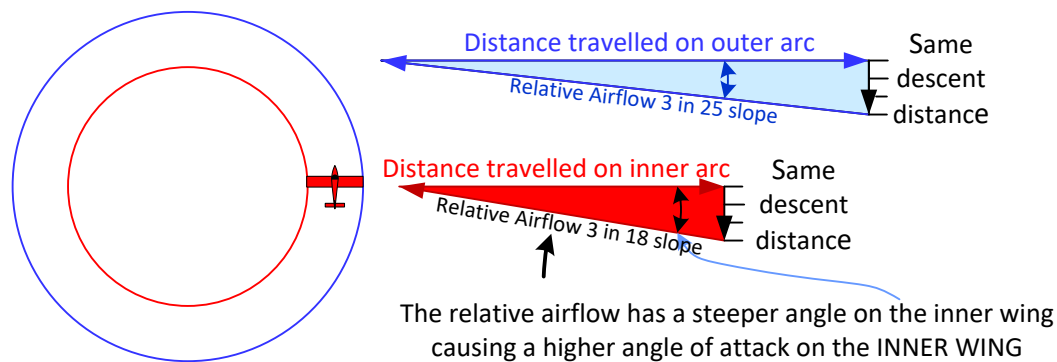 Distance travelled on outer arc
Relative Airflow 3 in 25 slope
Same
descent
distance
Distance travelled on inner arc
Relative Airflow 3 in 18 slope
Same
descent
distance
The relative airflow has a steeper angle on the inner wing
causing a higher angle of attack on the INNER WING